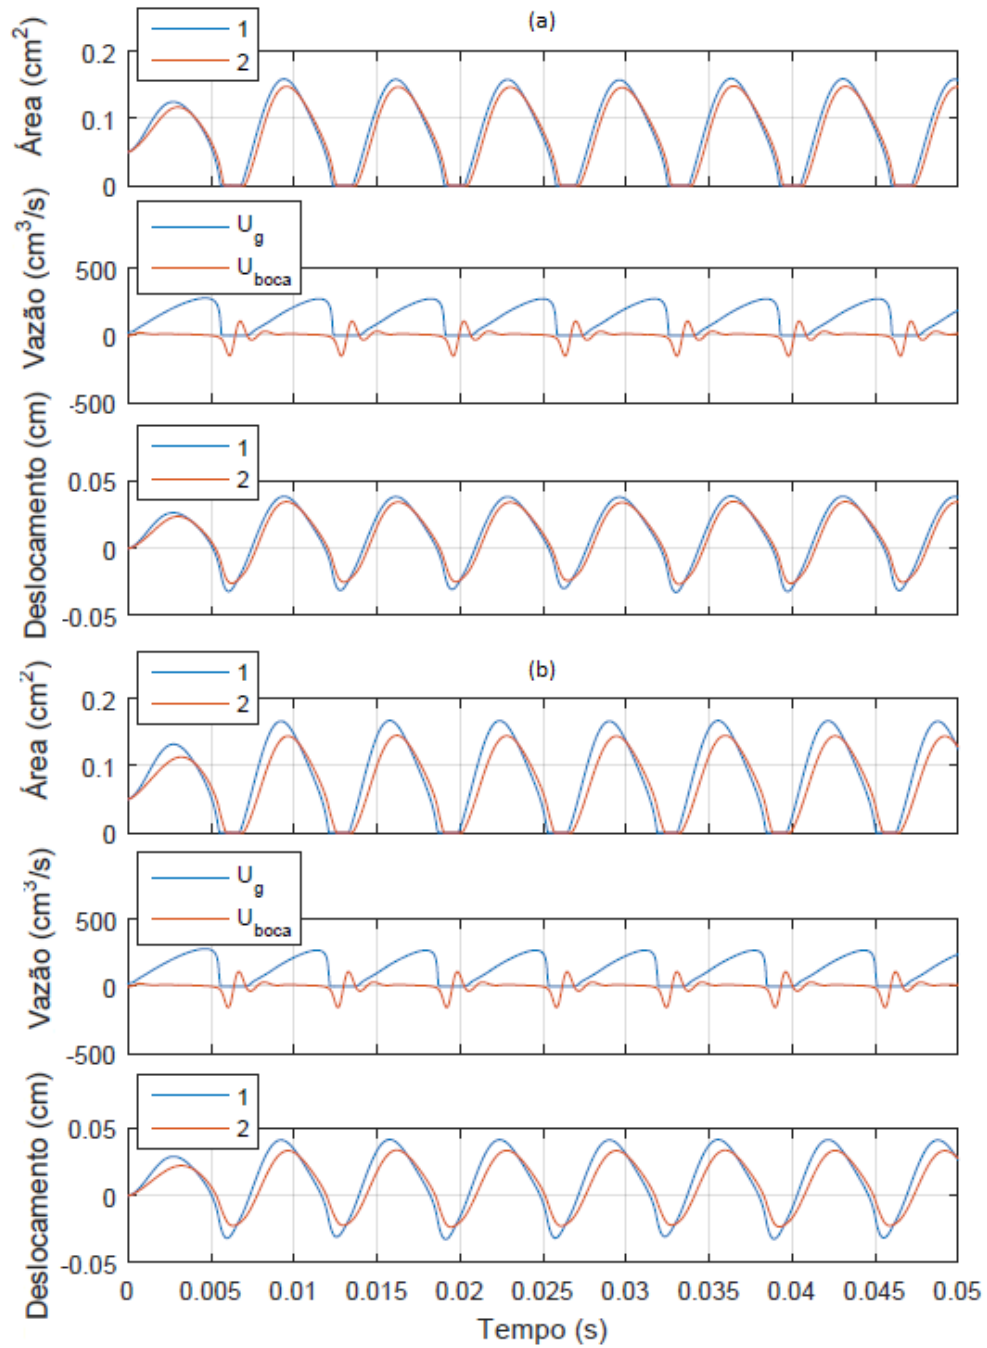 (a)
Área (cm²)
1
2
0.2
0.1
0
Vazão (cm³/s)
U_g
U_boca
500
0
-500
Deslocamento (cm)
1
2
0.05
0
-0.05
(b)
Área (cm²)
1
2
0.2
0.1
0
Vazão (cm³/s)
U_g
U_boca
500
0
-500
Deslocamento (cm)
1
2
0.05
0
-0.05
0 0.005 0.01 0.015 0.02 0.025 0.03 0.035 0.04 0.045 0.05
Tempo (s)